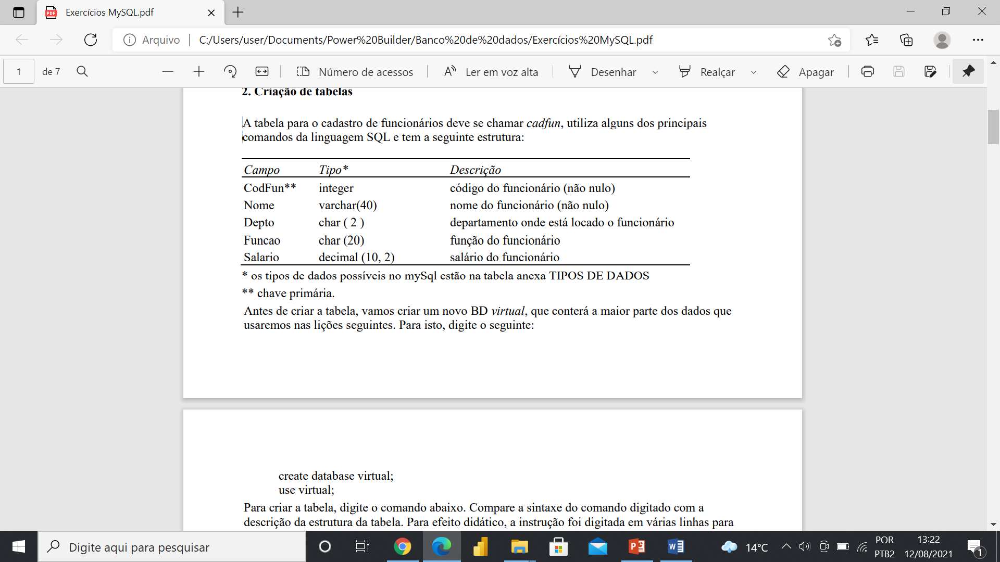 Exercícios MySQL.pdf
Arquivo
C:/Users/user/Documents/Power%20Builder/Banco%20de%20dados/Exercícios%20MySQL.pdf
1 de 7
Número de acessos
Ler em voz alta
Desenhar
Realçar
Apagar
2. Criação de tabelas
A tabela para o cadastro de funcionários deve se chamar cadfun, utiliza alguns dos principais
comandos da linguagem SQL e tem a seguinte estrutura:
Campo Tipo* Descrição
CodFun** integer código do funcionário (não nulo)
Nome varchar(40) nome do funcionário (não nulo)
Depto char ( 2 ) departamento onde está locado o funcionário
Funcao char (20) função do funcionário
Salario decimal (10, 2) salário do funcionário
* os tipos de dados possíveis no mySql estão na tabela anexa TIPOS DE DADOS
** chave primária.
Antes de criar a tabela, vamos criar um novo BD virtual, que conterá a maior parte dos dados que
usaremos nas lições seguintes. Para isto, digite o seguinte:
create database virtual;
use virtual;
Para criar a tabela, digite o comando abaixo. Compare a sintaxe do comando digitado com a
descrição da estrutura da tabela. Para efeito didático, a instrução foi digitada em várias linhas para
Digite aqui para pesquisar
14°C
POR
PTB2
13:22
12/08/2021
1